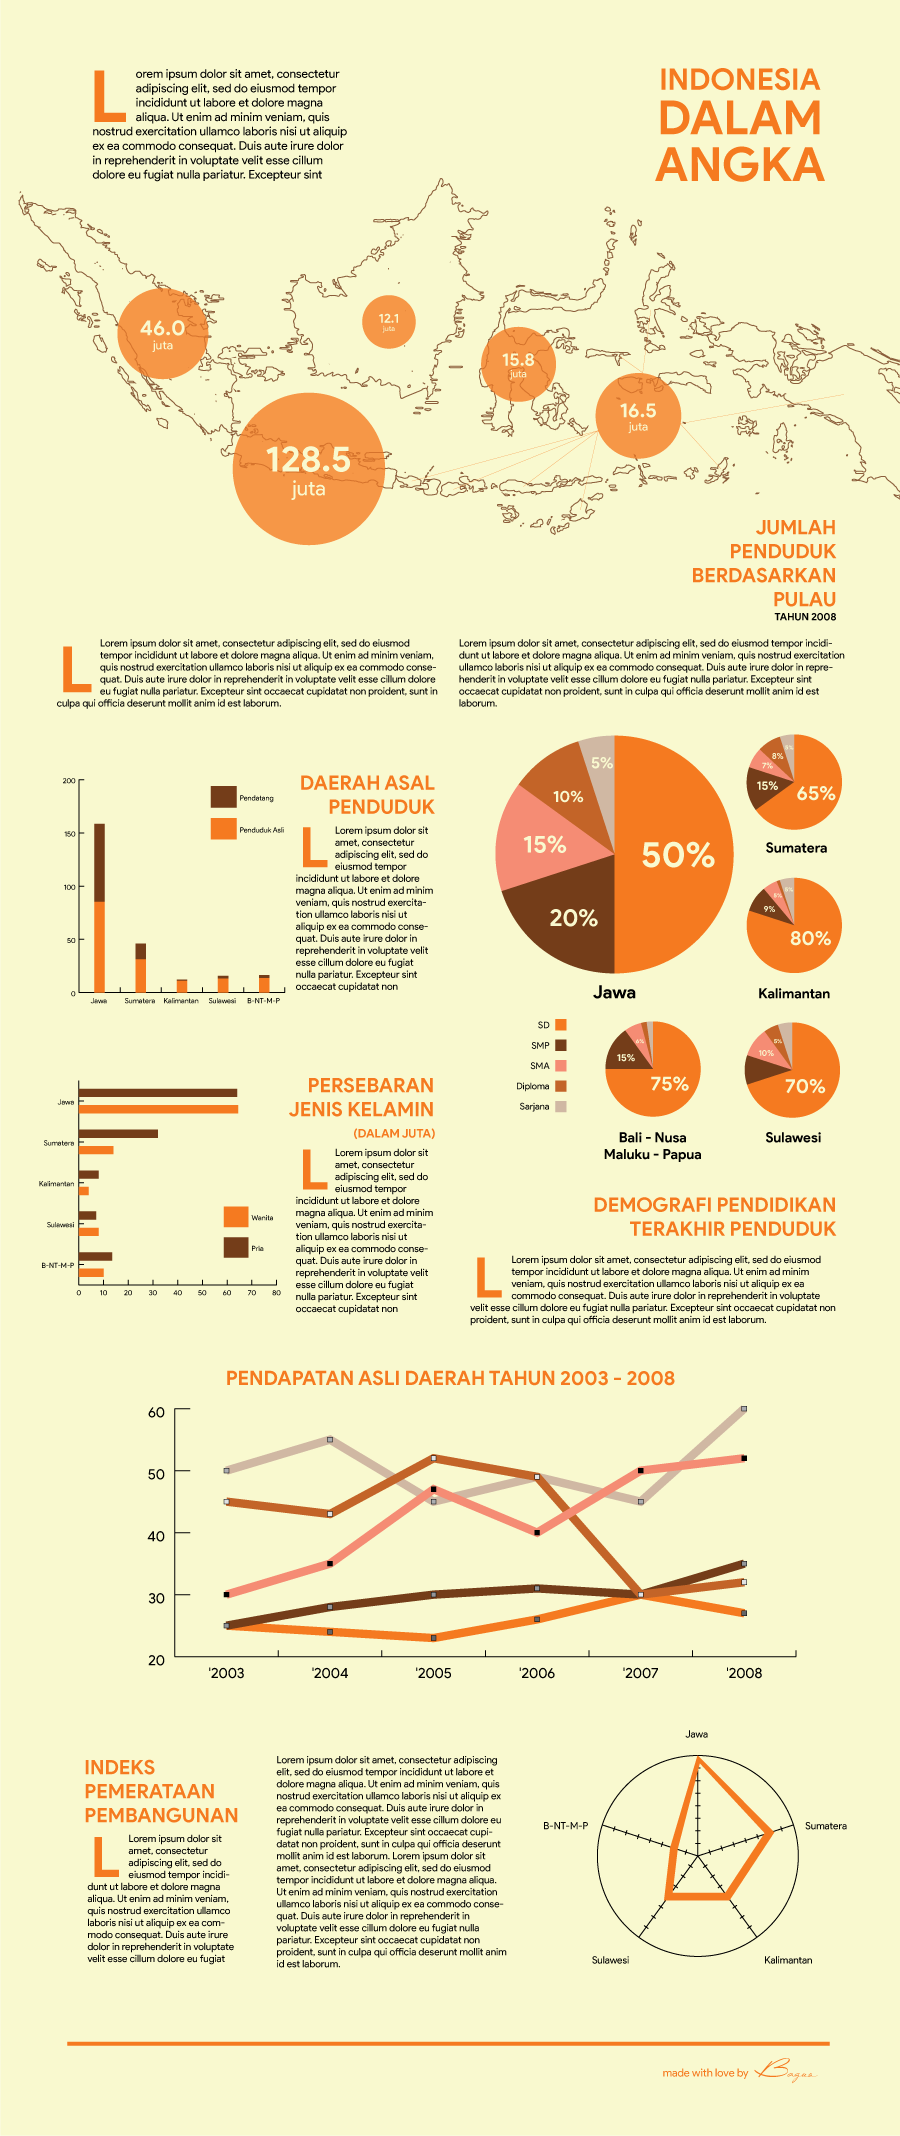 Lorem ipsum dolor sit amet, consectetur
adipiscing elit, sed do eiusmod tempor
incididunt ut labore et dolore magna
aliqua. Ut enim ad minim veniam, quis
nostrud exercitation ullamco laboris nisi ut aliquip
ex ea commodo consequat. Duis aute irure dolor
in reprehenderit in voluptate velit esse cillum
dolore eu fugiat nulla pariatur. Excepteur sint
INDONESIA
DALAM
ANGKA
46.0
juta
12.1
juta
15.8
juta
16.5
juta
128.5
juta
JUMLAH
PENDUDUK
BERDASARKAN
PULAU
TAHUN 2008
L Lorem ipsum dolor sit amet, consectetur adipiscing elit, sed do eiusmod
tempor incididunt ut labore et dolore magna aliqua. Ut enim ad minim veniam,
quis nostrud exercitation ullamco laboris nisi ut aliquip ex ea commodo conse-
quat. Duis aute irure dolor in reprehenderit in voluptate velit esse cillum dolore
eu fugiat nulla pariatur. Excepteur sint occaecat cupidatat non proident, sunt in
culpa qui officia deserunt mollit anim id est laborum.
Lorem ipsum dolor sit amet, consectetur adipiscing elit, sed do eiusmod tempor incidi-
dunt ut labore et dolore magna aliqua. Ut enim ad minim veniam, quis nostrud exercitation
ullamco laboris nisi ut aliquip ex ea commodo consequat. Duis aute irure dolor in repre-
henderit in voluptate velit esse cillum dolore eu fugiat nulla pariatur. Excepteur sint
occaecat cupidatat non proident, sunt in culpa qui officia deserunt mollit anim id est
laborum.
200
150
100
50
0
Pendatang
Penduduk Asli
Jawa
Sumatera
Kalimantan
Sulawesi
B-NT-M-P
DAERAH ASAL
PENDUDUK
L Lorem ipsum dolor sit
amet, consectetur
adipiscing elit, sed do
eiusmod tempor
incididunt ut labore et dolore
magna aliqua. Ut enim ad minim
veniam, quis nostrud exercita-
tion ullamco laboris nisi ut
aliquip ex ea commodo conse-
quat. Duis aute irure dolor in
reprehenderit in voluptate velit
esse cillum dolore eu fugiat
nulla pariatur. Excepteur sint
occaecat cupidatat non
5%
10%
15%
20%
50%
Jawa
5%
8%
7%
15%
65%
Sumatera
9%
80%
Kalimantan
SD
SMP
SMA
Diploma
Sarjana
15%
75%
Bali - Nusa
Maluku - Papua
5%
10%
70%
Sulawesi
Jawa
Sumatera
Kalimantan
Sulawesi
B-NT-M-P
0
10
20
30
40
50
60
70
80
Wanita
Pria
PERSEBARAN
JENIS KELAMIN
(DALAM JUTA)
L Lorem ipsum dolor sit
amet, consectetur
adipiscing elit, sed do
eiusmod tempor
incididunt ut labore et dolore
magna aliqua. Ut enim ad minim
veniam, quis nostrud exercita-
tion ullamco laboris nisi ut
aliquip ex ea commodo conse-
quat. Duis aute irure dolor in
reprehenderit in voluptate velit
esse cillum dolore eu fugiat
nulla pariatur. Excepteur sint
occaecat cupidatat non
DEMOGRAFI PENDIDIKAN
TERAKHIR PENDUDUK
L Lorem ipsum dolor sit amet, consectetur adipiscing elit, sed do eiusmod
tempor incididunt ut labore et dolore magna aliqua. Ut enim ad minim
veniam, quis nostrud exercitation ullamco laboris nisi ut aliquip ex ea
commodo consequat. Duis aute irure dolor in reprehenderit in voluptate
velit esse cillum dolore eu fugiat nulla pariatur. Excepteur sint occaecat cupidatat non
proident, sunt in culpa qui officia deserunt mollit anim id est laborum.
PENDAPATAN ASLI DAERAH TAHUN 2003 - 2008
60
50
40
30
20
'2003
'2004
'2005
'2006
'2007
'2008
INDEKS
PEMERATAAN
PEMBANGUNAN
L Lorem ipsum dolor sit
amet, consectetur
adipiscing elit, sed do
eiusmod tempor incidi-
dunt ut labore et dolore magna
aliqua. Ut enim ad minim veniam,
quis nostrud exercitation ullamco
laboris nisi ut aliquip ex ea com-
modo consequat. Duis aute irure
dolor in reprehenderit in voluptate
velit esse cillum dolore eu fugiat
Lorem ipsum dolor sit amet, consectetur adipiscing
elit, sed do eiusmod tempor incididunt ut labore et
dolore magna aliqua. Ut enim ad minim veniam, quis
nostrud exercitation ullamco laboris nisi ut aliquip ex
ea commodo consequat. Duis aute irure dolor in
reprehenderit in voluptate velit esse cillum dolore eu
fugiat nulla pariatur. Excepteur sint occaecat cupi-
datat non proident, sunt in culpa qui officia deserunt
mollit anim id est laborum. Lorem ipsum dolor sit
amet, consectetur adipiscing elit, sed do eiusmod
tempor incididunt ut labore et dolore magna aliqua.
Ut enim ad minim veniam, quis nostrud exercitation
ullamco laboris nisi ut aliquip ex ea commodo conse-
quat. Duis aute irure dolor in reprehenderit in
voluptate velit esse cillum dolore eu fugiat nulla
pariatur. Excepteur sint occaecat cupidatat non
proident, sunt in culpa qui officia deserunt mollit anim
id est laborum.
Jawa
Sumatera
Kalimantan
Sulawesi
B-NT-M-P
made with love by Bagus